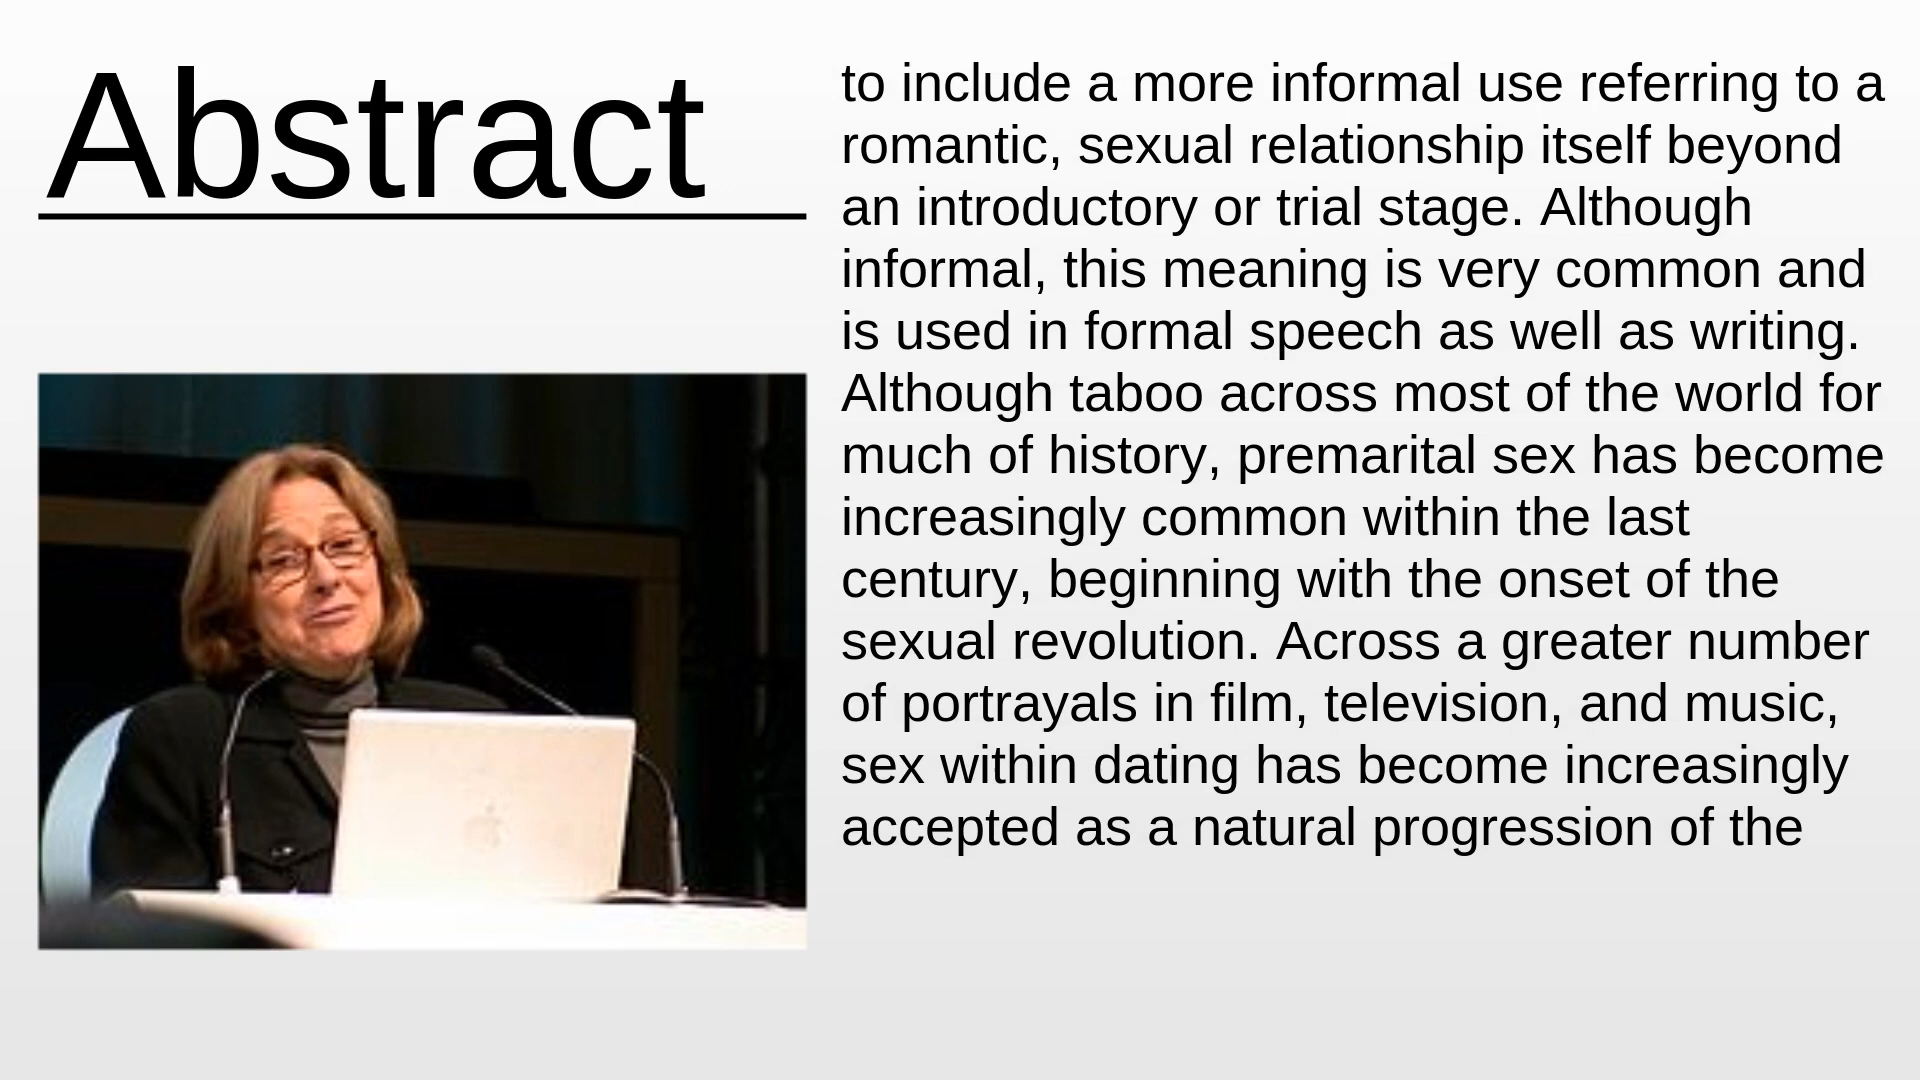 Abstract
to include a more informal use referring to a
romantic, sexual relationship itself beyond
an introductory or trial stage. Although
informal, this meaning is very common and
is used in formal speech as well as writing.
Although taboo across most of the world for
much of history, premarital sex has become
increasingly common within the last
century, beginning with the onset of the
sexual revolution. Across a greater number
of portrayals in film, television, and music,
sex within dating has become increasingly
accepted as a natural progression of the